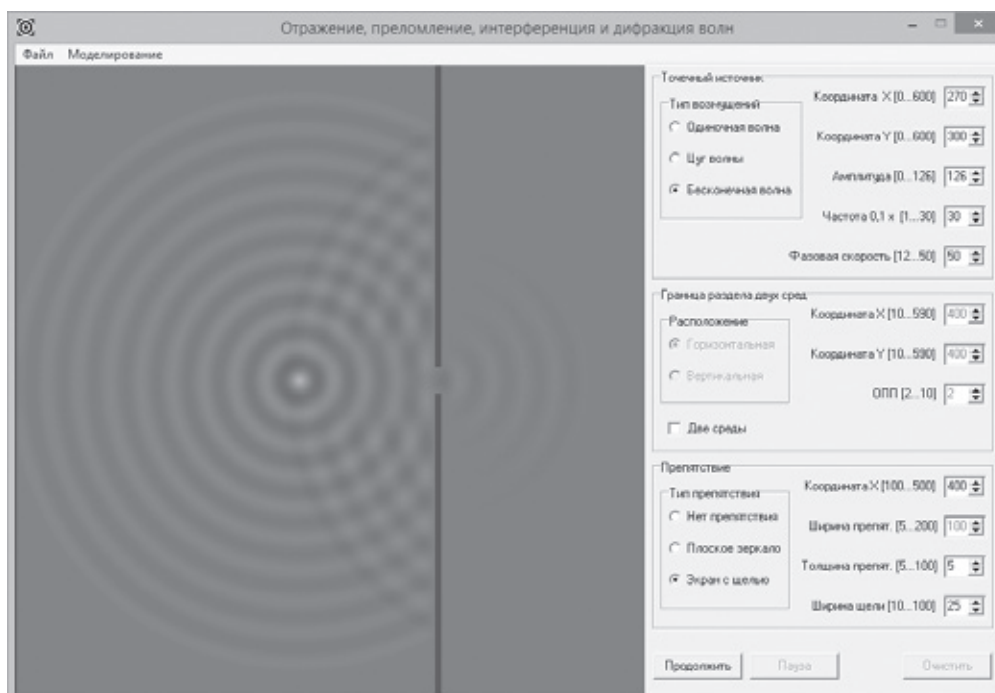 Отражение, преломление, интерференция и дифракция волн
Файл Моделирование
Точечный источник
Тип возмущений
Одиночная волна
Цуг волны
Бесконечная волна
Координата X [0...600] 270
Координата Y [0...600] 300
Амплитуда [0...126] 126
Частота 0,1 x [1...30] 30
Фазовая скорость [12...50] 50
Граница раздела двух сред
Расположение
Горизонтальная
Вертикальная
Две среды
Координата X [10...590] 400
Координата Y [10...590] 400
ОПП [2...10] 2
Препятствие
Тип препятствия
Нет препятствия
Плоское зеркало
Экран с щелью
Координата X [100...500] 400
Ширина препят. [5...200] 100
Толщина препят. [5...100] 5
Ширина щели [10...100] 25
Продолжить Пауза Очистить